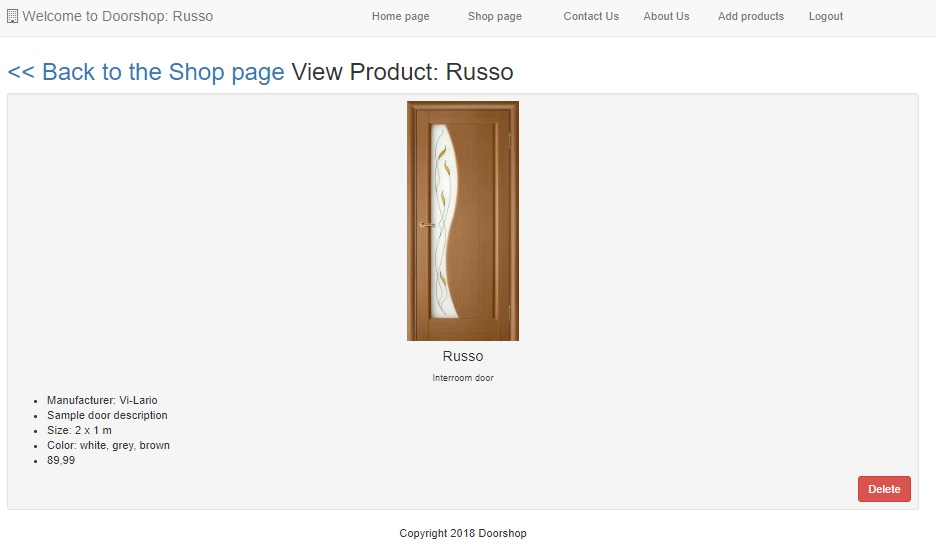 Welcome to Doorshop: Russo Home page Shop page Contact Us About Us Add products Logout
<< Back to the Shop page View Product: Russo
Russo
Interroom door
Manufacturer: Vi-Lario
Sample door description
Size: 2 x 1 m
Color: white, grey, brown
89,99
Delete
Copyright 2018 Doorshop